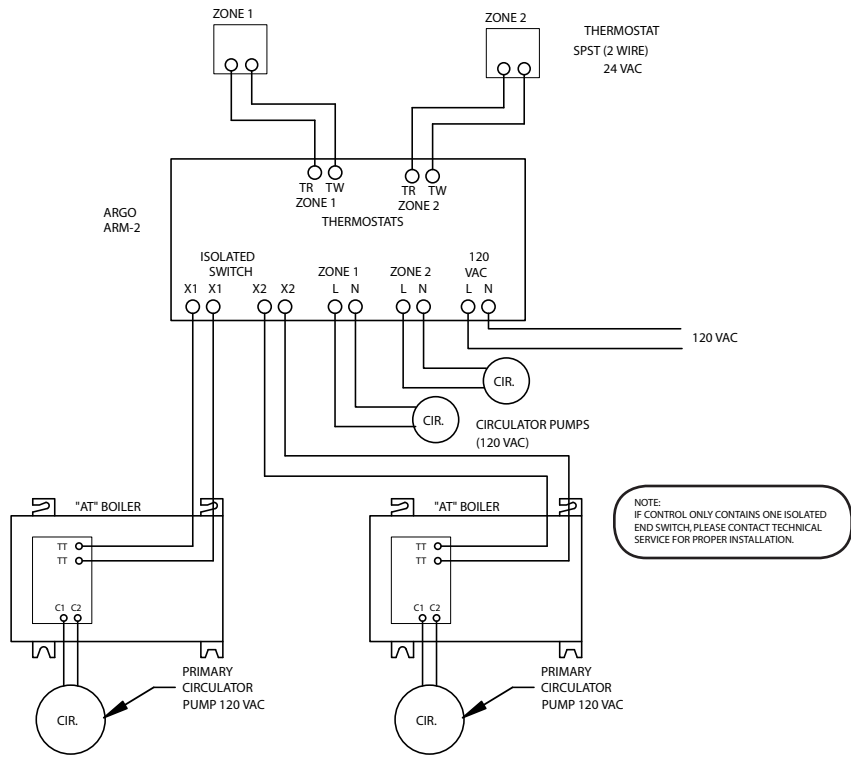 ZONE 1
ZONE 2
THERMOSTAT
SPST (2 WIRE)
24 VAC
TR TW
ZONE 1
TR TW
ZONE 2
THERMOSTATS
ARGO
ARM-2
ISOLATED
SWITCH
X1 X1 X2 X2
ZONE 1
L N
ZONE 2
L N
120
VAC
L N
120 VAC
CIR.
CIR.
CIRCULATOR PUMPS
(120 VAC)
"AT" BOILER
TT
TT
C1 C2
CIR.
PRIMARY
CIRCULATOR
PUMP 120 VAC
"AT" BOILER
TT
TT
C1 C2
CIR.
PRIMARY
CIRCULATOR
PUMP 120 VAC
NOTE:
IF CONTROL ONLY CONTAINS ONE ISOLATED
END SWITCH, PLEASE CONTACT TECHNICAL
SERVICE FOR PROPER INSTALLATION.